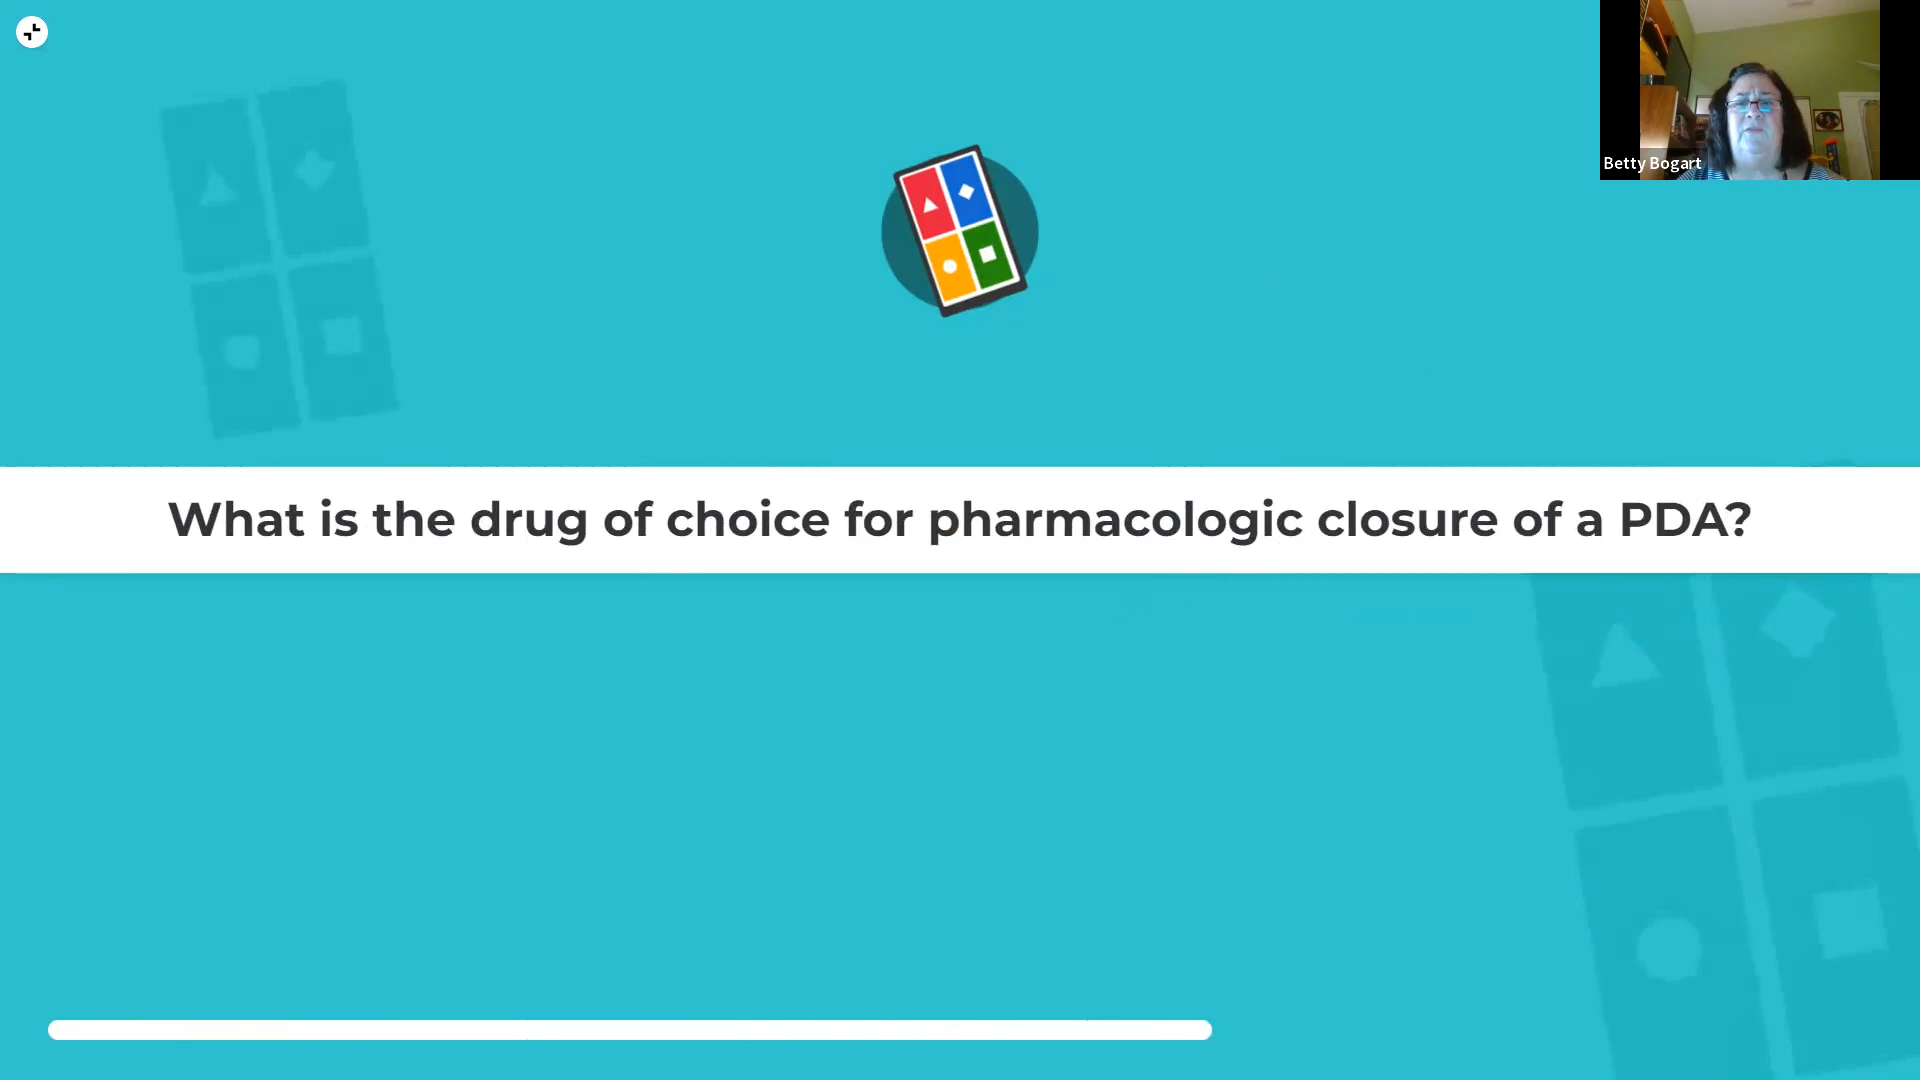 Betty Bogart
What is the drug of choice for pharmacologic closure of a PDA?